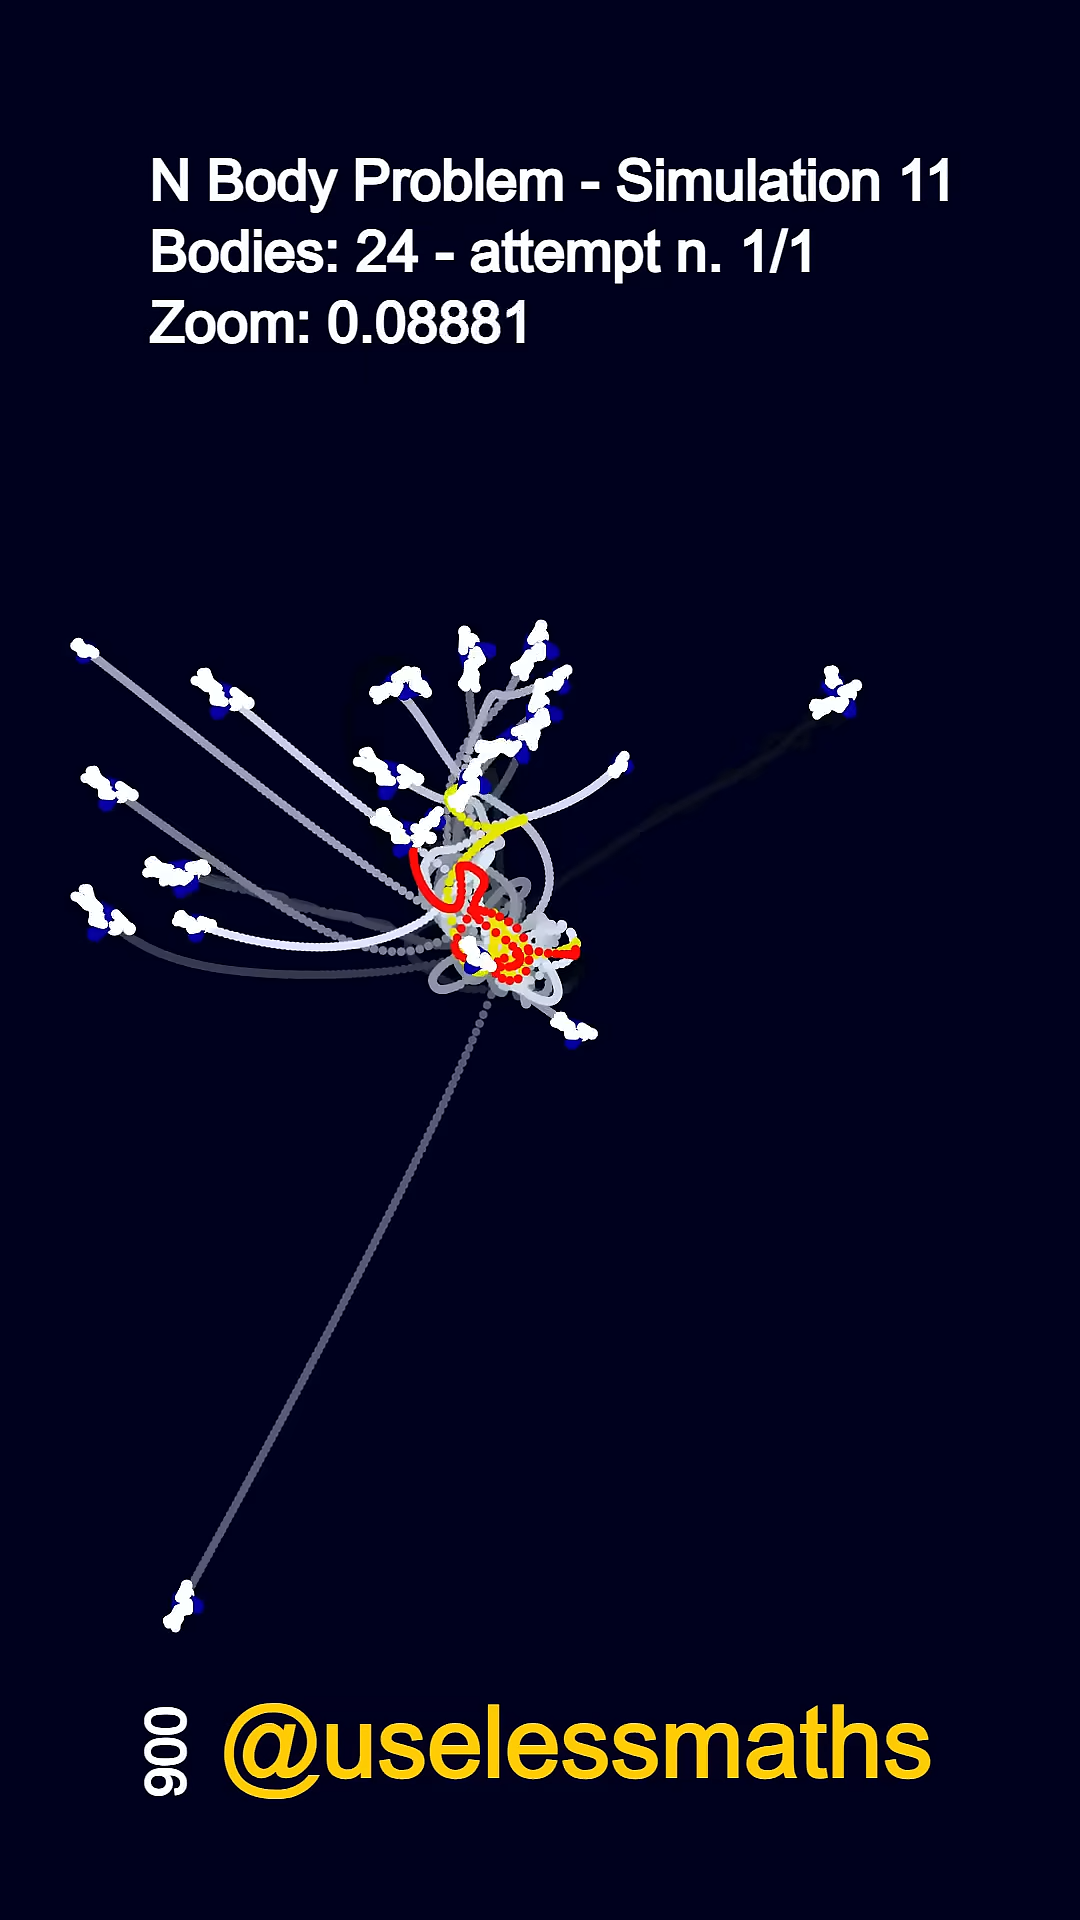 N Body Problem - Simulation 11
Bodies: 24 - attempt n. 1/1
Zoom: 0.08881
900
@uselessmaths